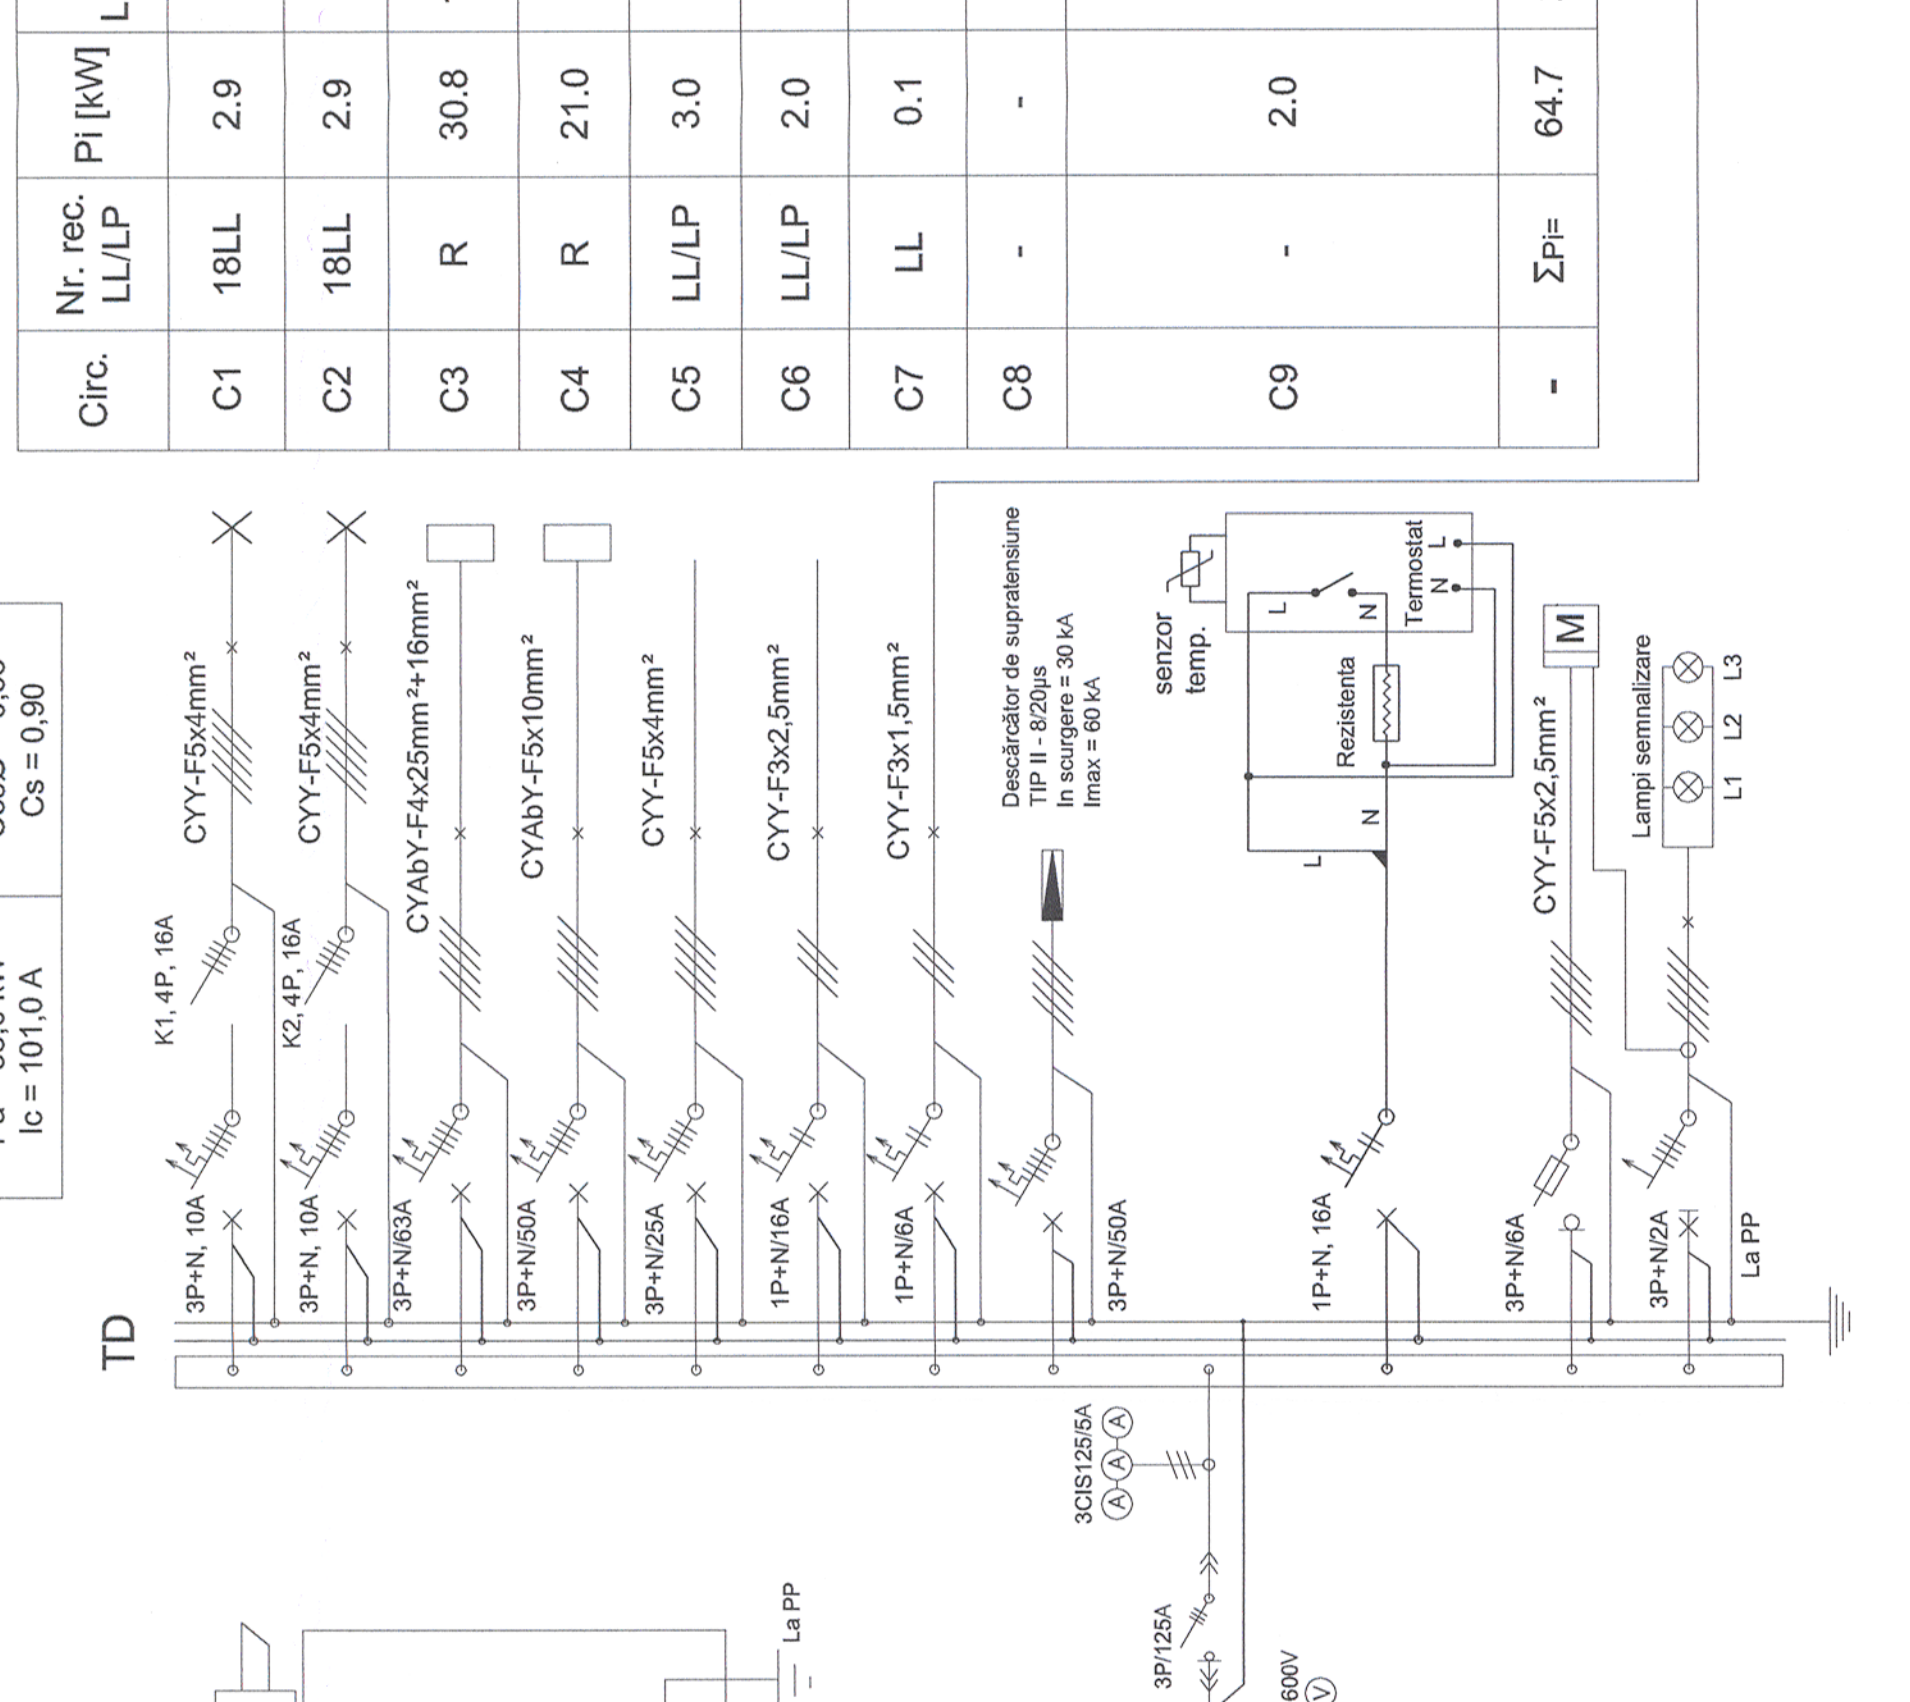 Circ.
Nr. rec.
LL/LP
Pi [kW]
C1
18LL
2.9
C2
18LL
2.9
C3
R
30.8
C4
R
21.0
C5
LL/LP
3.0
C6
LL/LP
2.0
C7
LL
0.1
C8
-
-
C9
-
2.0
-
ΣPi=
64.7
Ic = 101,0 A
Cs = 0,90
TD
3P+N, 10A
K1, 4P, 16A
CYY-F5x4mm²
3P+N, 10A
K2, 4P, 16A
CYY-F5x4mm²
3P+N/63A
CYAbY-F4x25mm²+16mm²
3P+N/50A
CYAbY-F5x10mm²
3P+N/25A
CYY-F5x4mm²
1P+N/16A
CYY-F3x2,5mm²
1P+N/6A
CYY-F3x1,5mm²
3P+N/50A
Descărcător de supratensiune
TIP II - 8/20µs
In scurgere = 30 kA
Imax = 60 kA
1P+N, 16A
L
N
Rezistenta
senzor
temp.
L
N
Termostat
N
L
3P+N/6A
CYY-F5x2,5mm²
M
3P+N/2A
Lampi semnalizare
L1
L2
L3
La PP
3CIS125/5A
A
A
A
3P/125A
600V
V
La PP